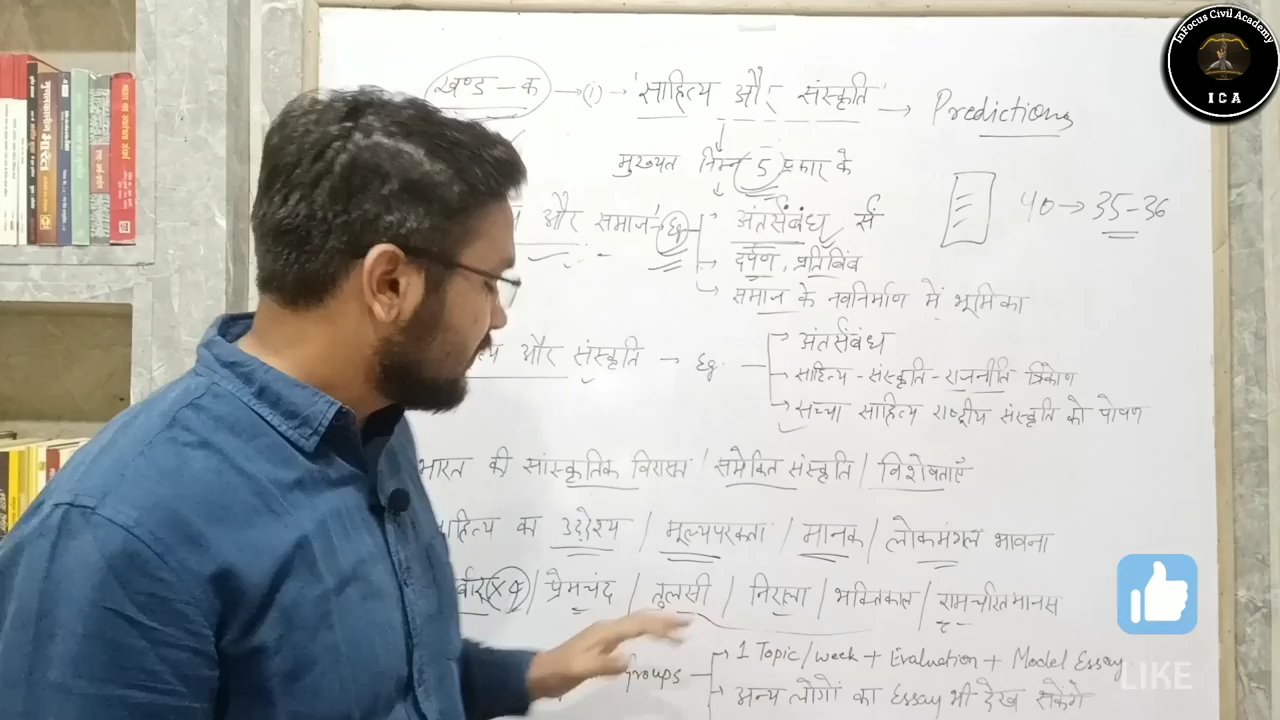 InFocus Civil Academy
ICA
खण्ड-क → (1) → 'साहित्य और संस्कृति' → Predictions
मुख्यतः निम्न 5 प्रकार के
40 → 35-36
और समाज' - Eg
अंतर्संबंध
दर्पण, प्रतिबिंब
समाज के नवनिर्माण में भूमिका
और संस्कृति → Eg.
अंतर्संबंध
साहित्य - संस्कृति - राजनीति त्रिकोण
सच्चा साहित्य राष्ट्रीय संस्कृति को पोषण
भारत की सांस्कृतिक विरासत / समेकित संस्कृति / विशेषताएँ
का उद्देश्य / मूल्यपरकता / मानक / लोकमंगल भावना
प्रेमचंद / तुलसी / निराला / भक्तिकाल / रामचरितमानस
Groups
1 Topic/week + Evaluation + Model Essay
अन्य लोगों का Essay भी देख सकेंगे
LIKE